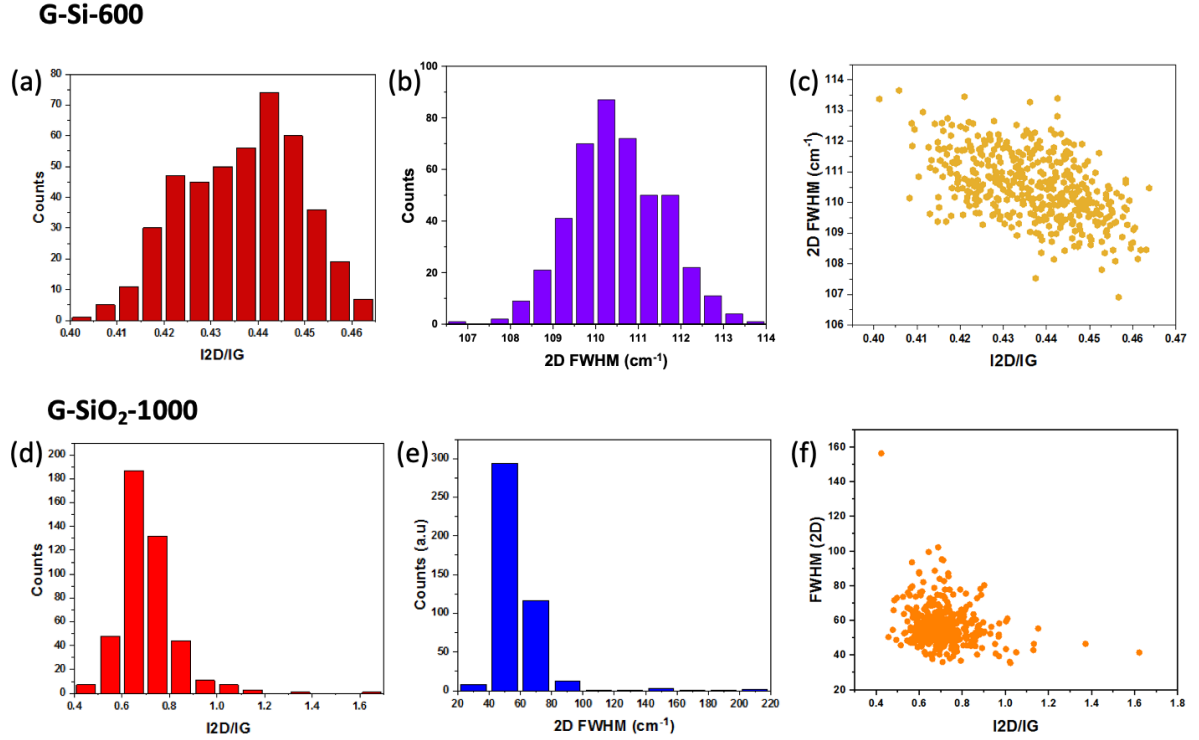 G-Si-600
(a)
80
70
60
50
40
30
20
10
0
Counts
0.40 0.41 0.42 0.43 0.44 0.45 0.46
I2D/IG
(b)
100
80
60
40
20
0
Counts
107 108 109 110 111 112 113 114
2D FWHM (cm⁻¹)
(c)
114
113
112
111
110
109
108
107
106
2D FWHM (cm⁻¹)
0.40 0.41 0.42 0.43 0.44 0.45 0.46 0.47
I2D/IG
G-SiO₂-1000
(d)
200
180
160
140
120
100
80
60
40
20
0
Counts
0.4 0.6 0.8 1.0 1.2 1.4 1.6
I2D/IG
(e)
300
250
200
150
100
50
0
Counts (a.u)
20 40 60 80 100 120 140 160 180 200 220
2D FWHM (cm⁻¹)
(f)
160
140
120
100
80
60
40
20
FWHM (2D)
0.4 0.6 0.8 1.0 1.2 1.4 1.6 1.8
I2D/IG